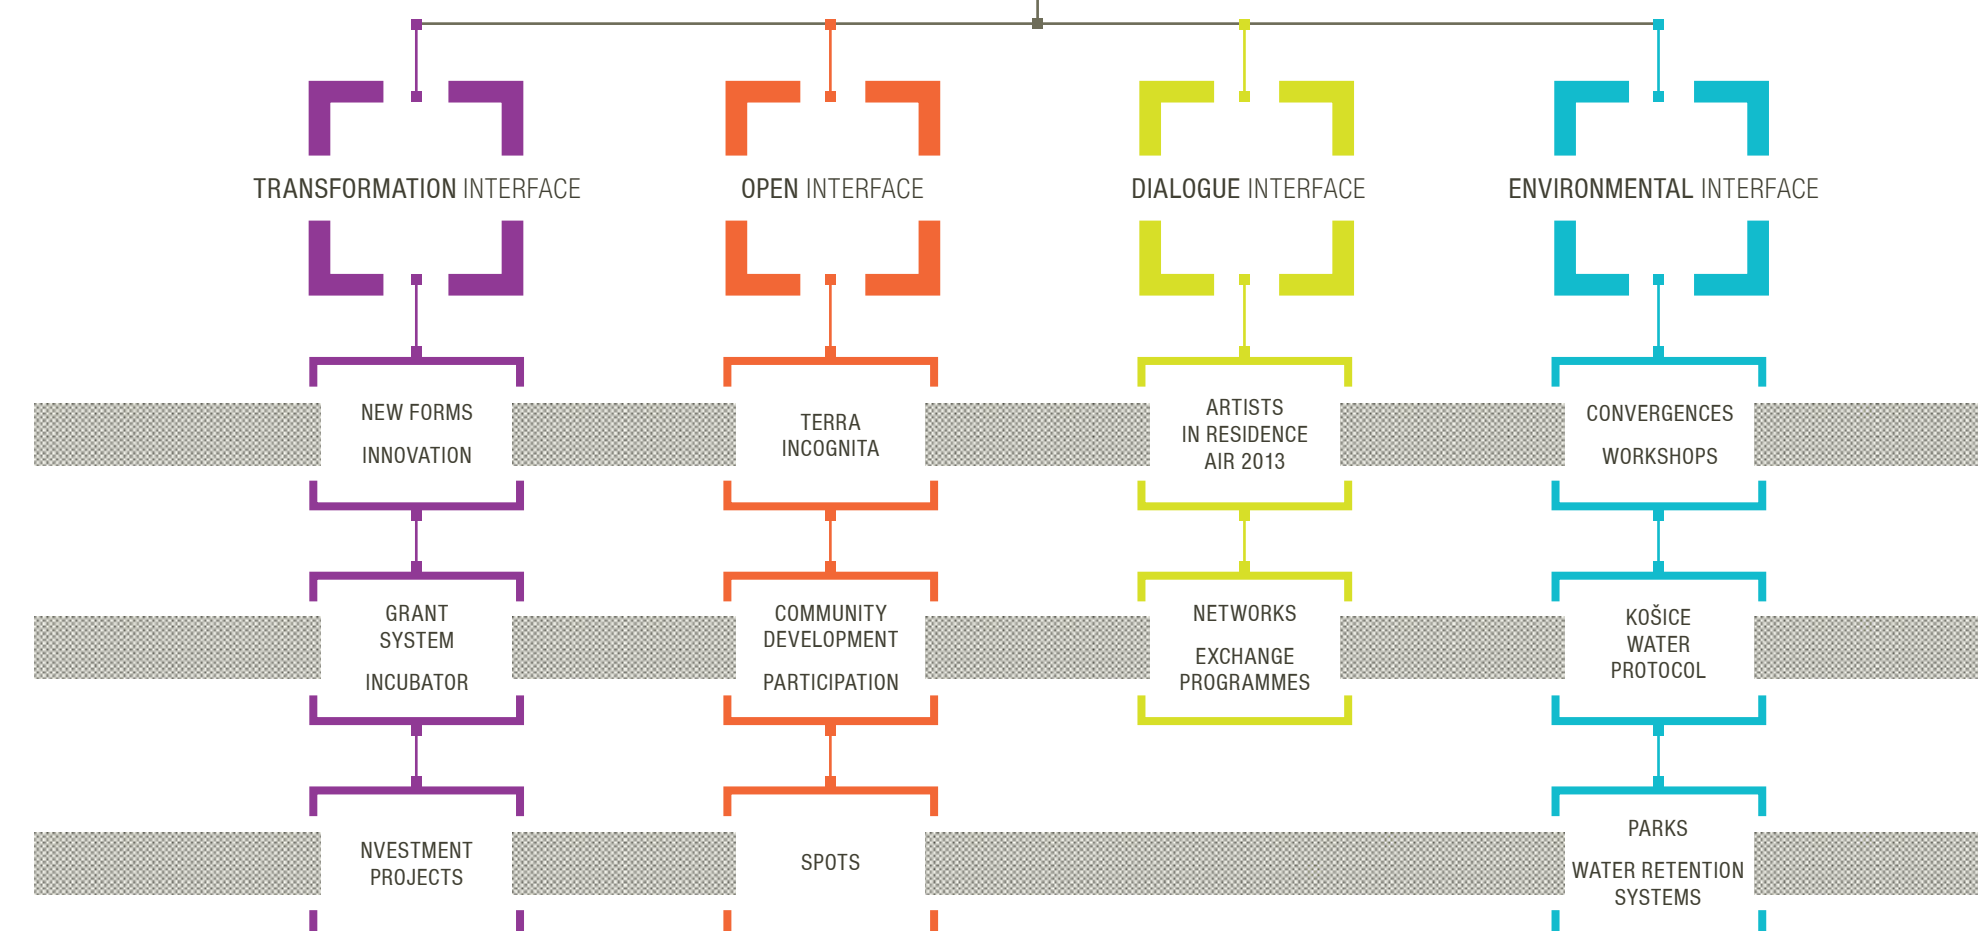 TRANSFORMATION INTERFACE
OPEN INTERFACE
DIALOGUE INTERFACE
ENVIRONMENTAL INTERFACE
NEW FORMS
INNOVATION
TERRA
INCOGNITA
ARTISTS
IN RESIDENCE
AIR 2013
CONVERGENCES
WORKSHOPS
GRANT
SYSTEM
INCUBATOR
COMMUNITY
DEVELOPMENT
PARTICIPATION
NETWORKS
EXCHANGE
PROGRAMMES
KOŠICE
WATER
PROTOCOL
NVESTMENT
PROJECTS
SPOTS
PARKS
WATER RETENTION
SYSTEMS